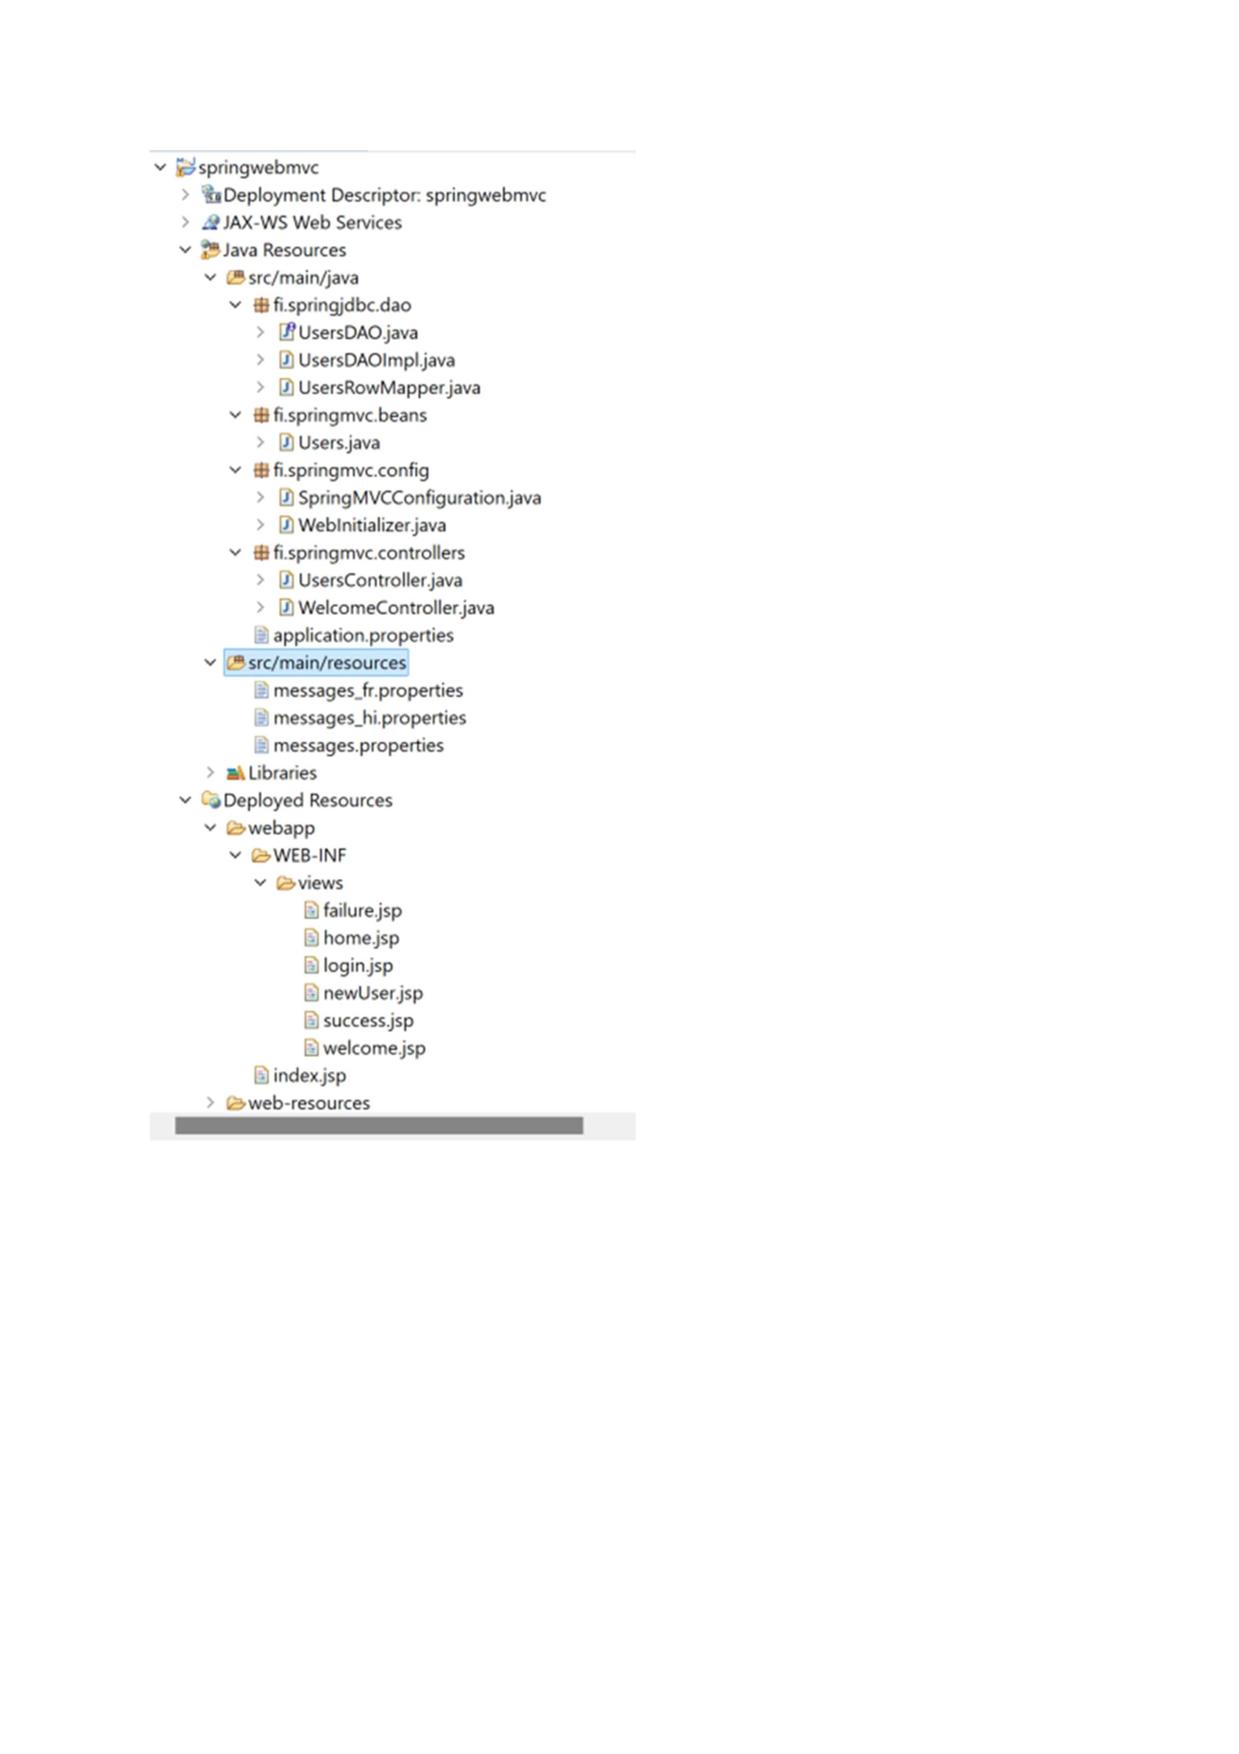 springwebmvc
Deployment Descriptor: springwebmvc
JAX-WS Web Services
Java Resources
src/main/java
fi.springjdbc.dao
UsersDAO.java
UsersDAOImpl.java
UsersRowMapper.java
fi.springmvc.beans
Users.java
fi.springmvc.config
SpringMVCConfiguration.java
WebInitializer.java
fi.springmvc.controllers
UsersController.java
WelcomeController.java
application.properties
src/main/resources
messages_fr.properties
messages_hi.properties
messages.properties
Libraries
Deployed Resources
webapp
WEB-INF
views
failure.jsp
home.jsp
login.jsp
newUser.jsp
success.jsp
welcome.jsp
index.jsp
web-resources